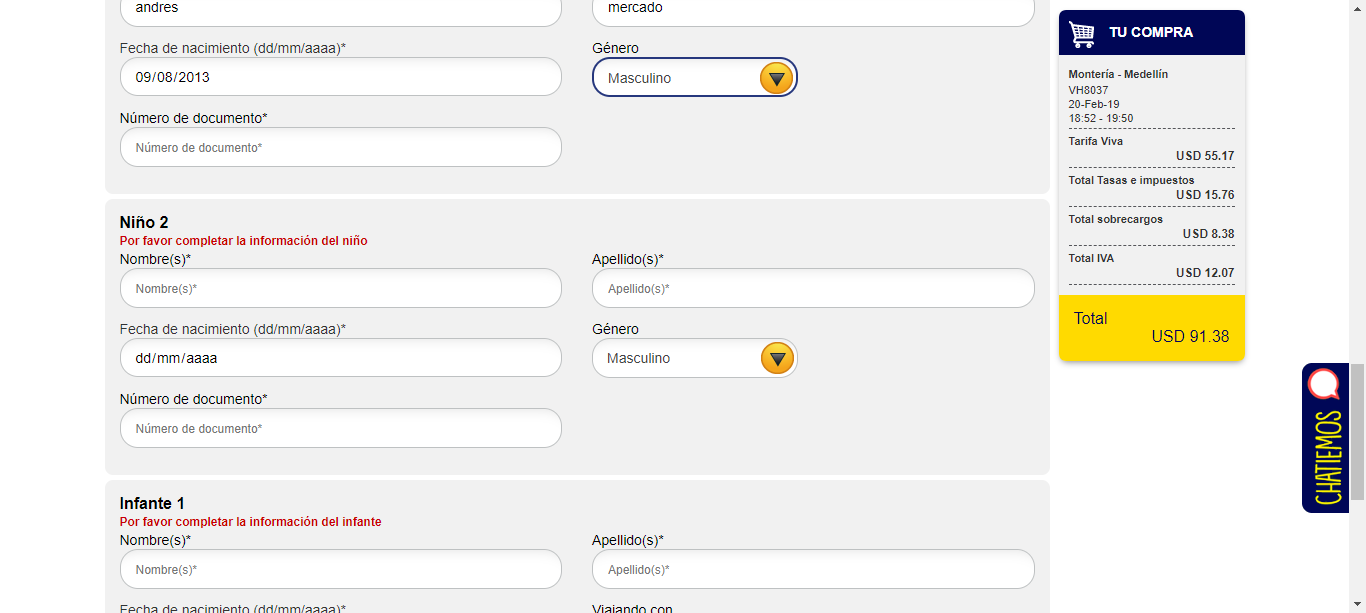 andres
mercado
Fecha de nacimiento (dd/mm/aaaa)*
Género
09/08/2013
Masculino
Número de documento*
Número de documento*
Niño 2
Por favor completar la información del niño
Nombre(s)*
Apellido(s)*
Nombre(s)*
Apellido(s)*
Fecha de nacimiento (dd/mm/aaaa)*
Género
dd/mm/aaaa
Masculino
Número de documento*
Número de documento*
Infante 1
Por favor completar la información del infante
Nombre(s)*
Apellido(s)*
Nombre(s)*
Apellido(s)*
Fecha de nacimiento (dd/mm/aaaa)*
Viajando con
TU COMPRA
Montería - Medellín
VH8037
20-Feb-19
18:52 - 19:50
Tarifa Viva
USD 55.17
Total Tasas e impuestos
USD 15.76
Total sobrecargos
USD 8.38
Total IVA
USD 12.07
Total
USD 91.38
CHATIEMOS